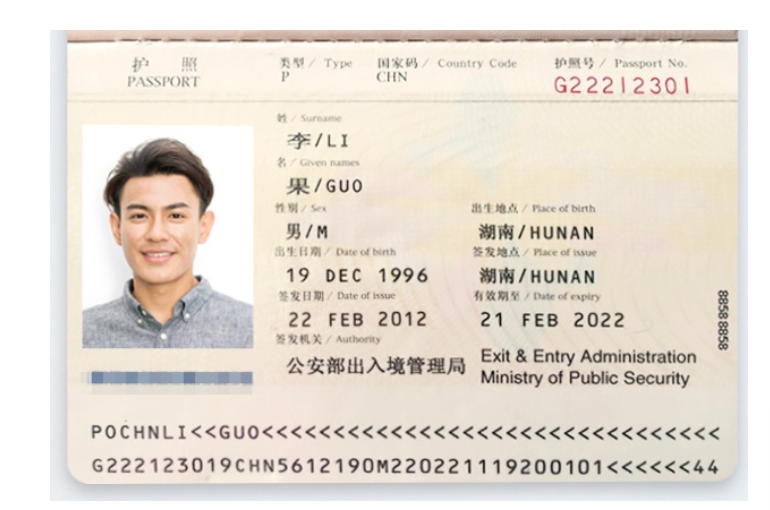 护 照 类型 / Type 国家码 / Country Code 护照号 / Passport No.
PASSPORT P CHN G22212301
姓 / Surname
李/LI
名 / Given names
果/GUO
性别 / Sex 出生地点 / Place of birth
男/M 湖南/HUNAN
出生日期 / Date of birth 签发地点 / Place of issue
19 DEC 1996 湖南/HUNAN
签发日期 / Date of issue 有效期至 / Date of expiry
22 FEB 2012 21 FEB 2022
签发机关 / Authority
公安部出入境管理局 Exit & Entry Administration
Ministry of Public Security
8858 8858
POCHNLI<<GUO<<<<<<<<<<<<<<<<<<<<<<<<<<<<<<<<
G222123019CHN5612190M220221119200101<<<<<<44